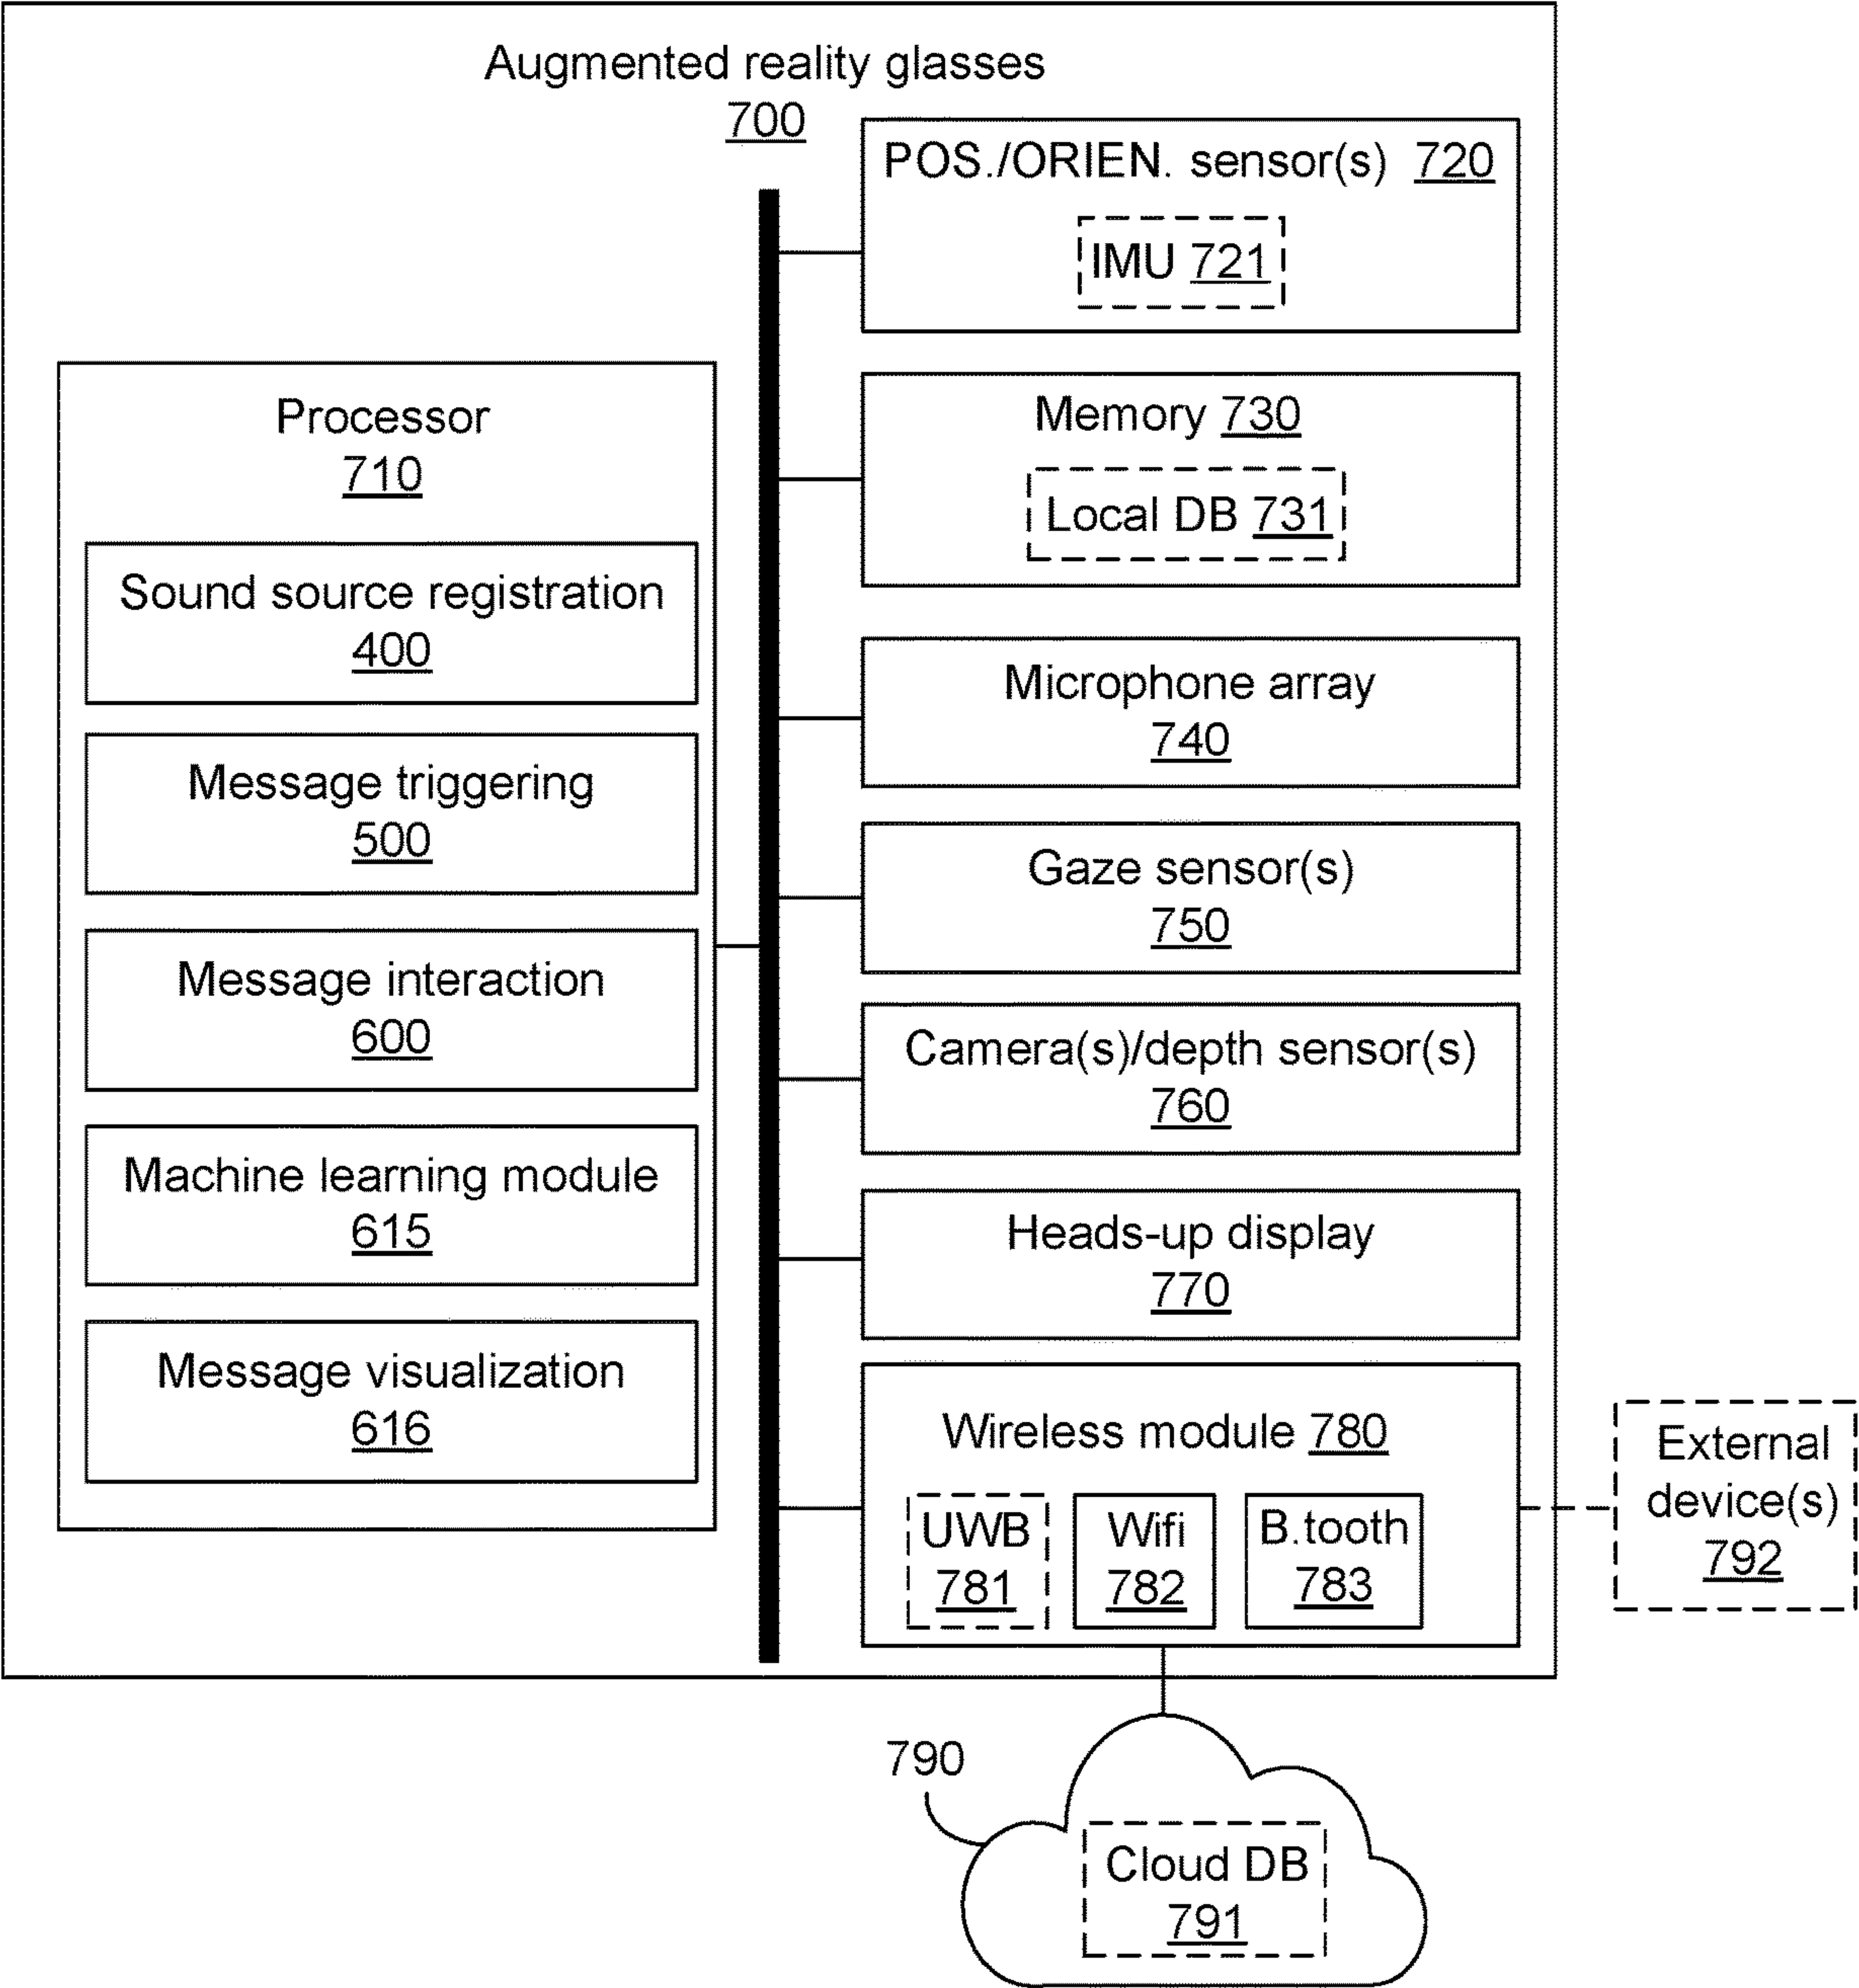 Augmented reality glasses
700
POS./ORIEN. sensor(s) 720
IMU 721
Processor
710
Sound source registration
400
Message triggering
500
Message interaction
600
Machine learning module
615
Message visualization
616
Memory 730
Local DB 731
Microphone array
740
Gaze sensor(s)
750
Camera(s)/depth sensor(s)
760
Heads-up display
770
Wireless module 780
UWB
781
Wifi
782
B.tooth
783
External
device(s)
792
790
Cloud DB
791